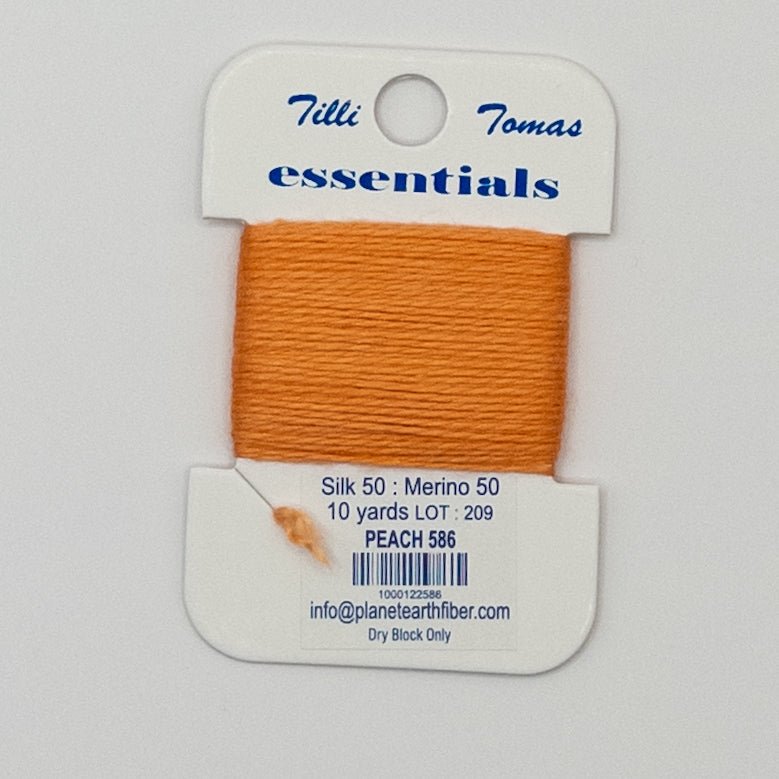 Tilli Tomas
essentials
Silk 50 : Merino 50
10 yards LOT : 209
PEACH 586
1000122586
info@planetearthfiber.com
Dry Block Only